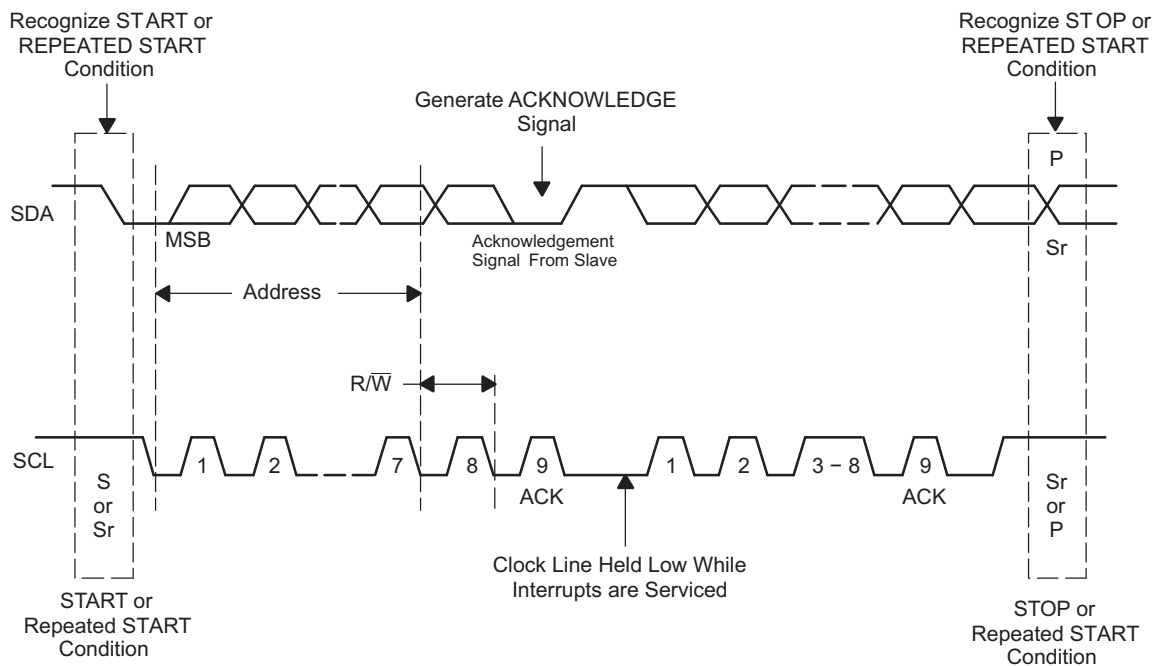 Recognize START or
REPEATED START
Condition
Recognize STOP or
REPEATED START
Condition
Generate ACKNOWLEDGE
Signal
P
SDA
MSB
Acknowledgement
Signal From Slave
Sr
Address
R/W̅
SCL
1
2
7
8
9
1
2
3 – 8
9
ACK
ACK
S
or
Sr
Sr
or
P
Clock Line Held Low While
Interrupts are Serviced
START or
Repeated START
Condition
STOP or
Repeated START
Condition